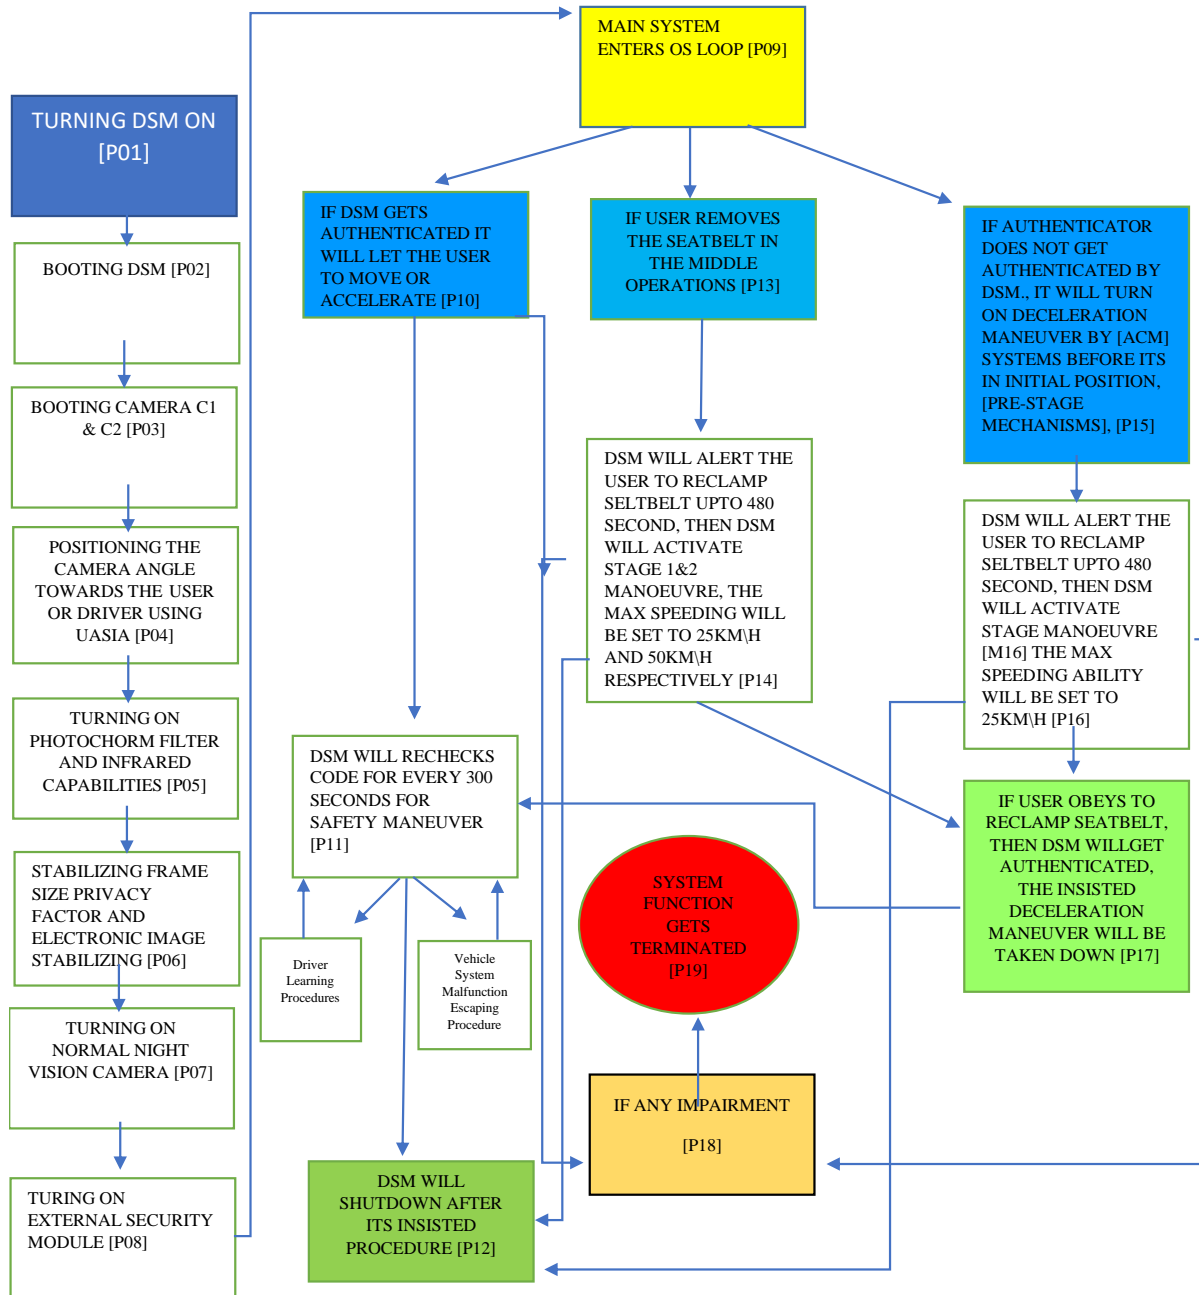 TURNING DSM ON
[P01]
BOOTING DSM [P02]
BOOTING CAMERA C1
& C2 [P03]
POSITIONING THE
CAMERA ANGLE
TOWARDS THE USER
OR DRIVER USING
UASIA [P04]
TURNING ON
PHOTOCHORM FILTER
AND INFRARED
CAPABILITIES [P05]
STABILIZING FRAME
SIZE PRIVACY
FACTOR AND
ELECTRONIC IMAGE
STABILIZING [P06]
TURNING ON
NORMAL NIGHT
VISION CAMERA [P07]
TURING ON
EXTERNAL SECURITY
MODULE [P08]
MAIN SYSTEM
ENTERS OS LOOP [P09]
IF DSM GETS
AUTHENTICATED IT
WILL LET THE USER
TO MOVE OR
ACCELERATE [P10]
DSM WILL RECHECKS
CODE FOR EVERY 300
SECONDS FOR
SAFETY MANEUVER
[P11]
Driver
Learning
Procedures
Vehicle
System
Malfunction
Escaping
Procedure
DSM WILL
SHUTDOWN AFTER
ITS INSISTED
PROCEDURE [P12]
IF USER REMOVES
THE SEATBELT IN
THE MIDDLE
OPERATIONS [P13]
DSM WILL ALERT THE
USER TO RECLAMP
SELTBELT UPTO 480
SECOND, THEN DSM
WILL ACTIVATE
STAGE 1&2
MANOEUVRE, THE
MAX SPEEDING WILL
BE SET TO 25KM\H
AND 50KM\H
RESPECTIVELY [P14]
IF AUTHENTICATOR
DOES NOT GET
AUTHENTICATED BY
DSM., IT WILL TURN
ON DECELERATION
MANEUVER BY [ACM]
SYSTEMS BEFORE ITS
IN INITIAL POSITION,
[PRE-STAGE
MECHANISMS], [P15]
DSM WILL ALERT THE
USER TO RECLAMP
SELTBELT UPTO 480
SECOND, THEN DSM
WILL ACTIVATE
STAGE MANOEUVRE
[M16] THE MAX
SPEEDING ABILITY
WILL BE SET TO
25KM\H [P16]
IF USER OBEYS TO
RECLAMP SEATBELT,
THEN DSM WILLGET
AUTHENTICATED,
THE INSISTED
DECELERATION
MANEUVER WILL BE
TAKEN DOWN [P17]
IF ANY IMPAIRMENT
[P18]
SYSTEM
FUNCTION
GETS
TERMINATED
[P19]